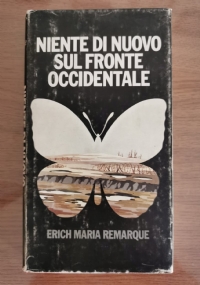 NIENTE DI NUOVO
SUL FRONTE
OCCIDENTALE
ERICH MARIA REMARQUE